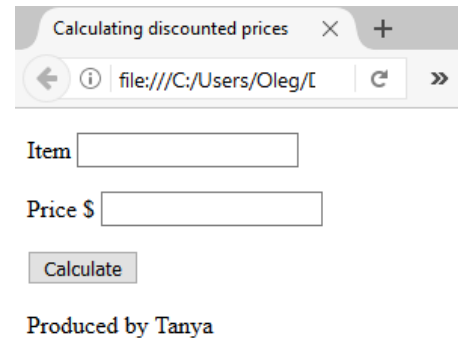 Calculating discounted prices
file:///C:/Users/Oleg/D
Item
Price $
Calculate
Produced by Tanya